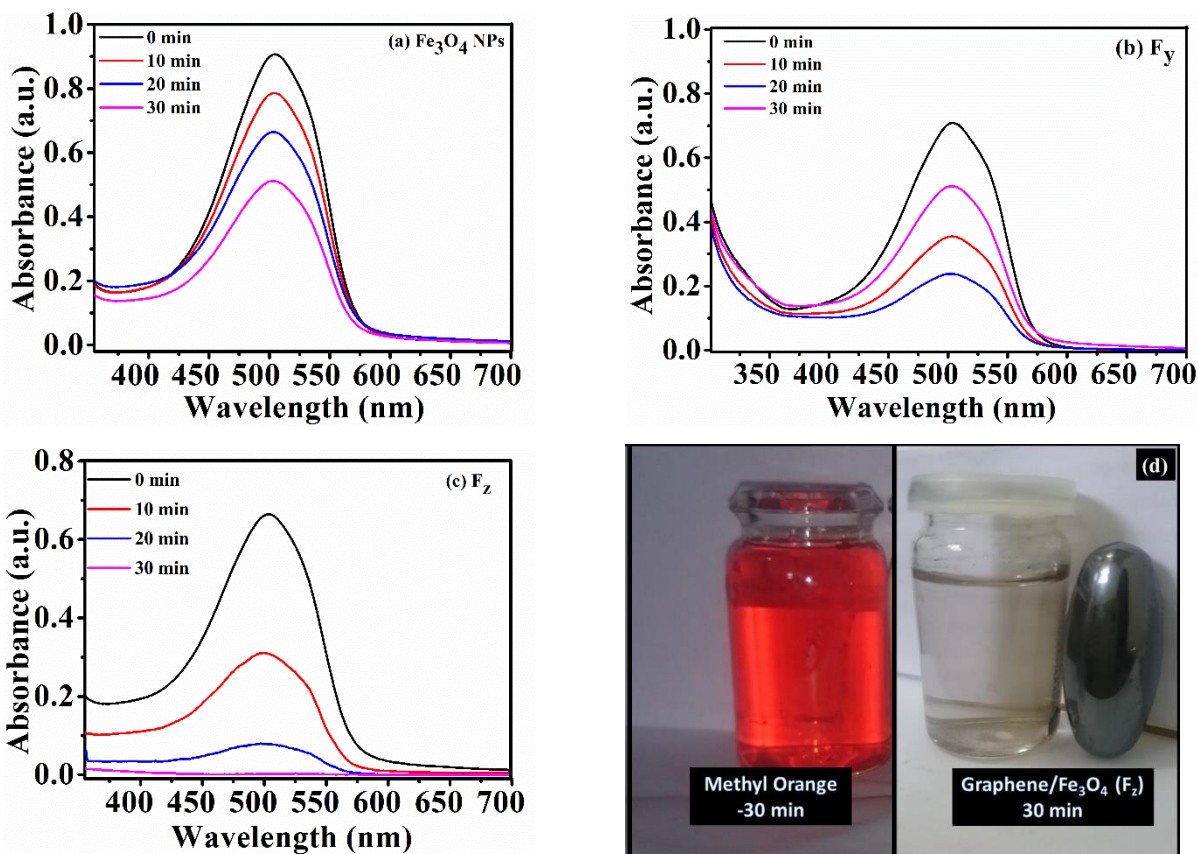 (a) Fe₃O₄ NPs
0 min
10 min
20 min
30 min
Absorbance (a.u.)
1.0
0.8
0.6
0.4
0.2
0.0
400 450 500 550 600 650 700
Wavelength (nm)
(b) Fy
0 min
10 min
20 min
30 min
Absorbance (a.u.)
1.0
0.8
0.6
0.4
0.2
0.0
350 400 450 500 550 600 650 700
Wavelength (nm)
(c) Fz
0 min
10 min
20 min
30 min
Absorbance (a.u.)
0.8
0.6
0.4
0.2
0.0
400 450 500 550 600 650 700
Wavelength (nm)
(d)
Methyl Orange
-30 min
Graphene/Fe₃O₄ (Fz)
30 min